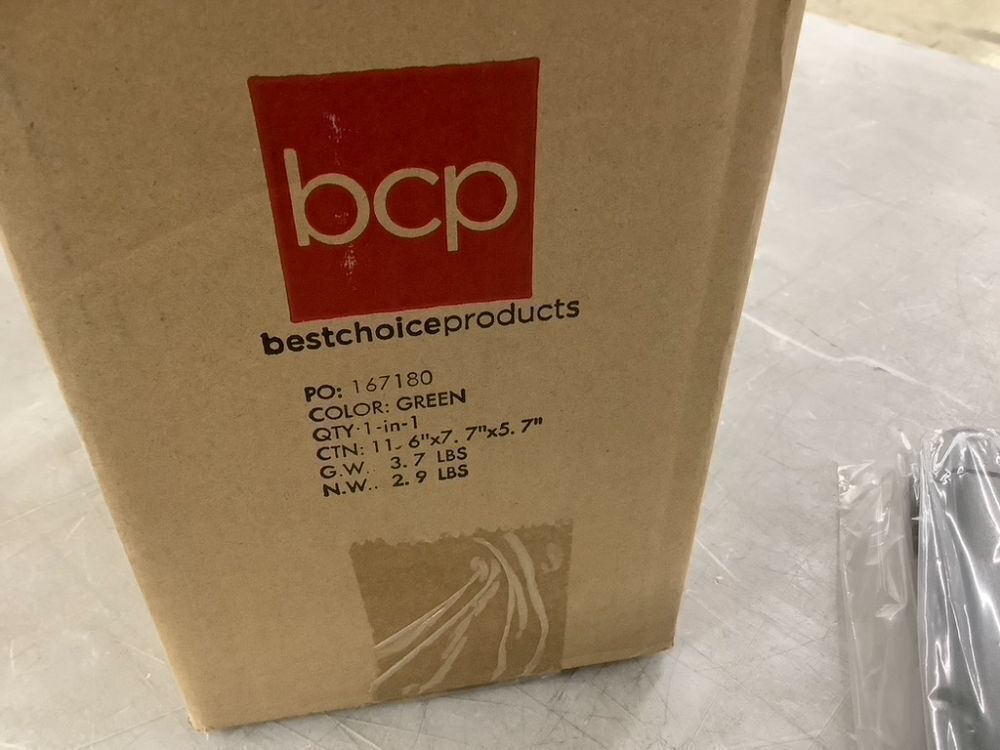 bcp
bestchoiceproducts
PO: 167180
COLOR: GREEN
QTY·1-in-1
CTN: 11. 6"x7. 7"x5. 7"
G.W.. 3. 7 LBS
N.W.. 2. 9 LBS